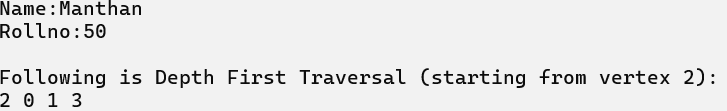 Name:Manthan
Rollno:50
Following is Depth First Traversal (starting from vertex 2):
2 0 1 3